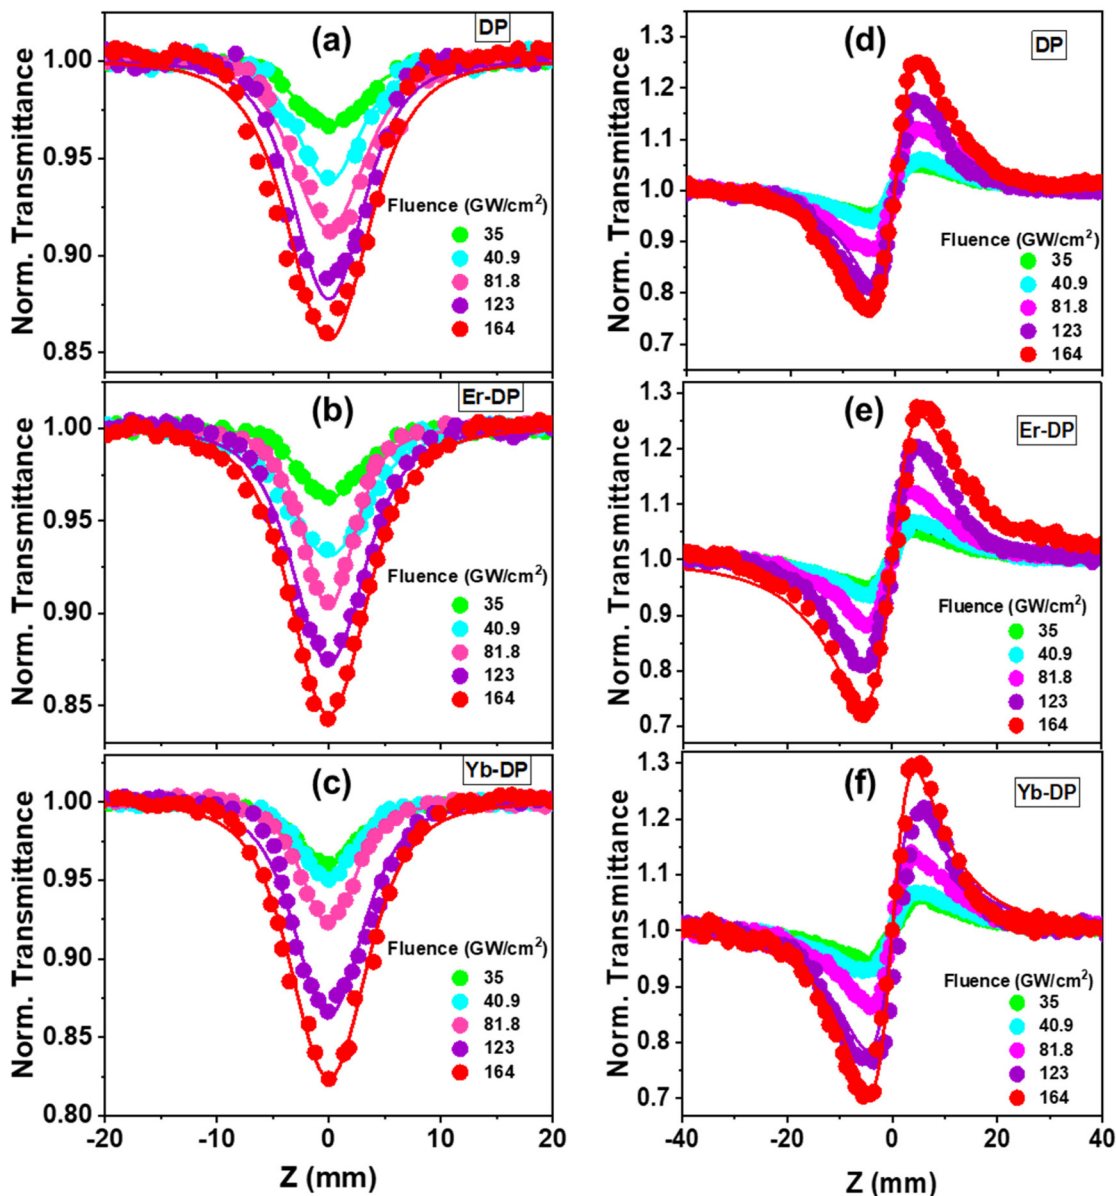 (a)
DP
Norm. Transmittance
1.00
0.95
0.90
0.85
Fluence (GW/cm²)
35
40.9
81.8
123
164
(d)
DP
Norm. Transmittance
1.3
1.2
1.1
1.0
0.9
0.8
0.7
Fluence (GW/cm²)
35
40.9
81.8
123
164
(b)
Er-DP
Norm. Transmittance
1.00
0.95
0.90
0.85
Fluence (GW/cm²)
35
40.9
81.8
123
164
(e)
Er-DP
Norm. Transmittance
1.3
1.2
1.1
1.0
0.9
0.8
0.7
Fluence (GW/cm²)
35
40.9
81.8
123
164
(c)
Yb-DP
Norm. Transmittance
1.00
0.95
0.90
0.85
0.80
Fluence (GW/cm²)
35
40.9
81.8
123
164
-20 -10 0 10 20
Z (mm)
(f)
Yb-DP
Norm. Transmittance
1.3
1.2
1.1
1.0
0.9
0.8
0.7
Fluence (GW/cm²)
35
40.9
81.8
123
164
-40 -20 0 20 40
Z (mm)